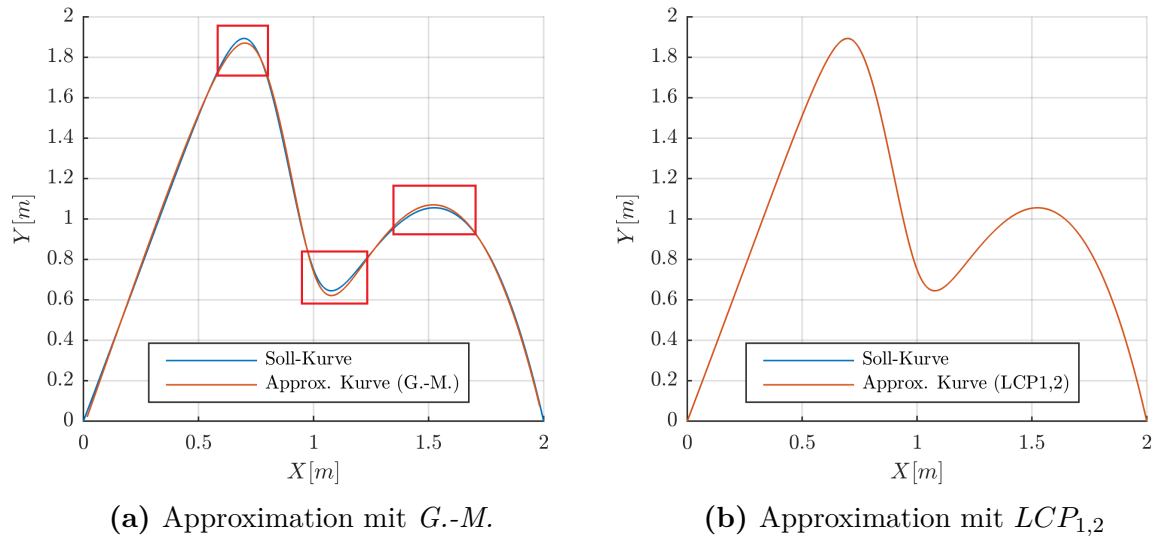 2
1.8
1.6
1.4
1.2
1
0.8
0.6
0.4
0.2
0
Y[m]
Soll-Kurve
Approx. Kurve (G.-M.)
0 0.5 1 1.5 2
X[m]
(a) Approximation mit G.-M.
2
1.8
1.6
1.4
1.2
1
0.8
0.6
0.4
0.2
0
Y[m]
Soll-Kurve
Approx. Kurve (LCP1,2)
0 0.5 1 1.5 2
X[m]
(b) Approximation mit LCP1,2